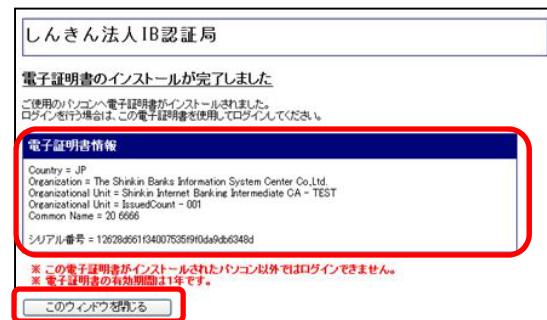 しんきん法人IB認証局
電子証明書のインストールが完了しました
ご使用のパソコンへ電子証明書がインストールされました。
ログインを行う場合は、この電子証明書を使用してログインしてください。
電子証明書情報
Country = JP
Organization = The Shinkin Banks Information System Center Co.,Ltd.
Organizational Unit = Shinkin Internet Banking Intermediate CA - TEST
Organizational Unit = IssuedCount - 001
Common Name = 20 6666
シリアル番号 = 12628d661f34007535f9f0da9db6348d
※ この電子証明書がインストールされたパソコン以外ではログインできません。
※ 電子証明書の有効期間は1年です。
このウィンドウを閉じる